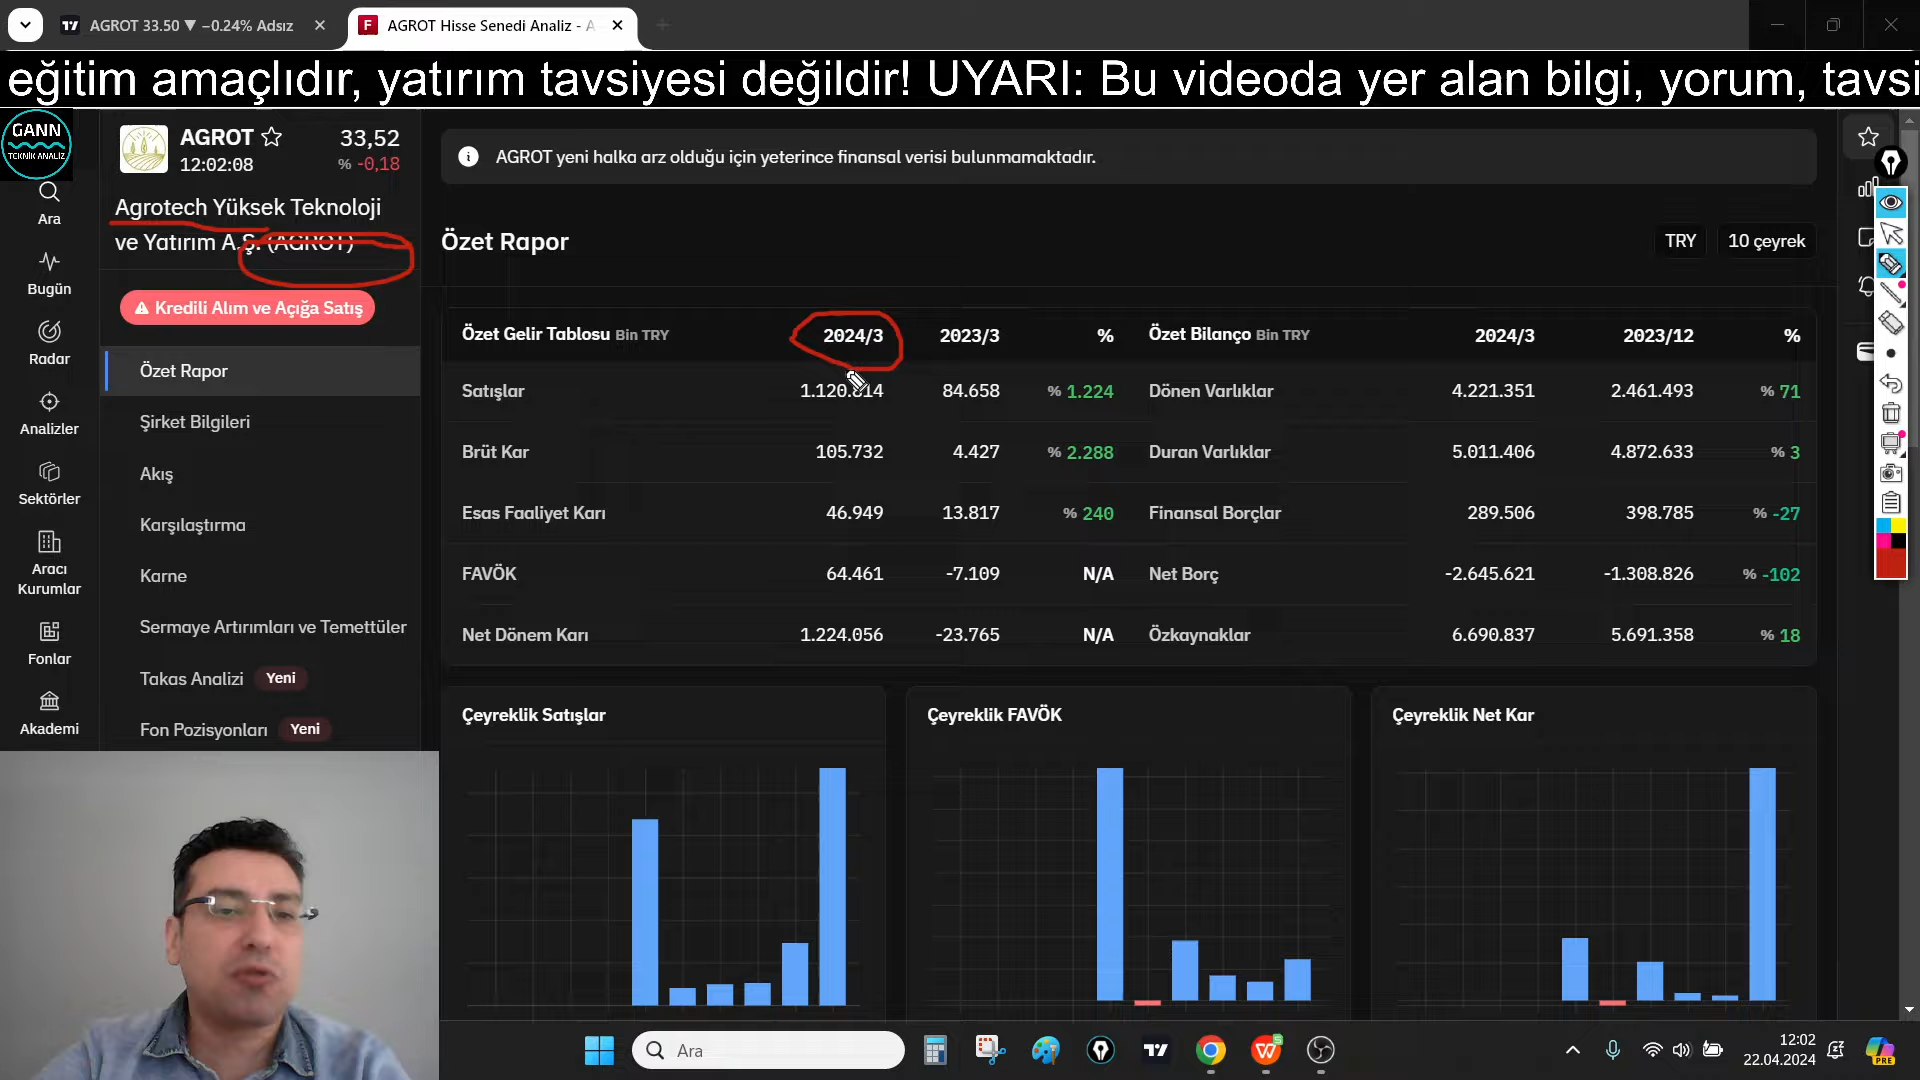 AGROT 33.50 ▼ −0.24% Adsız
AGROT Hisse Senedi Analiz - A
eğitim amaçlıdır, yatırım tavsiyesi değildir! UYARI: Bu videoda yer alan bilgi, yorum, tavsi
GANN
TEKNİK ANALİZ
AGROT
33,52
12:02:08
% -0,18
Agrotech Yüksek Teknoloji
ve Yatırım A.Ş. (AGROT)
Kredili Alım ve Açığa Satış
Ara
Bugün
Radar
Analizler
Sektörler
Aracı
Kurumlar
Fonlar
Akademi
Özet Rapor
Şirket Bilgileri
Akış
Karşılaştırma
Karne
Sermaye Artırımları ve Temettüler
Takas Analizi Yeni
Fon Pozisyonları Yeni
AGROT yeni halka arz olduğu için yeterince finansal verisi bulunmamaktadır.
Özet Rapor
TRY
10 çeyrek
Özet Gelir Tablosu Bin TRY 2024/3 2023/3 %
Satışlar 84.658 % 1.224
Brüt Kar 105.732 4.427 % 2.288
Esas Faaliyet Karı 46.949 13.817 % 240
FAVÖK 64.461 -7.109 N/A
Net Dönem Karı 1.224.056 -23.765 N/A
Özet Bilanço Bin TRY 2024/3 2023/12 %
Dönen Varlıklar 4.221.351 2.461.493 % 71
Duran Varlıklar 5.011.406 4.872.633 % 3
Finansal Borçlar 289.506 398.785 % -27
Net Borç -2.645.621 -1.308.826 % -102
Özkaynaklar 6.690.837 5.691.358 % 18
Çeyreklik Satışlar
Çeyreklik FAVÖK
Çeyreklik Net Kar
Ara
12:02
22.04.2024
PRE